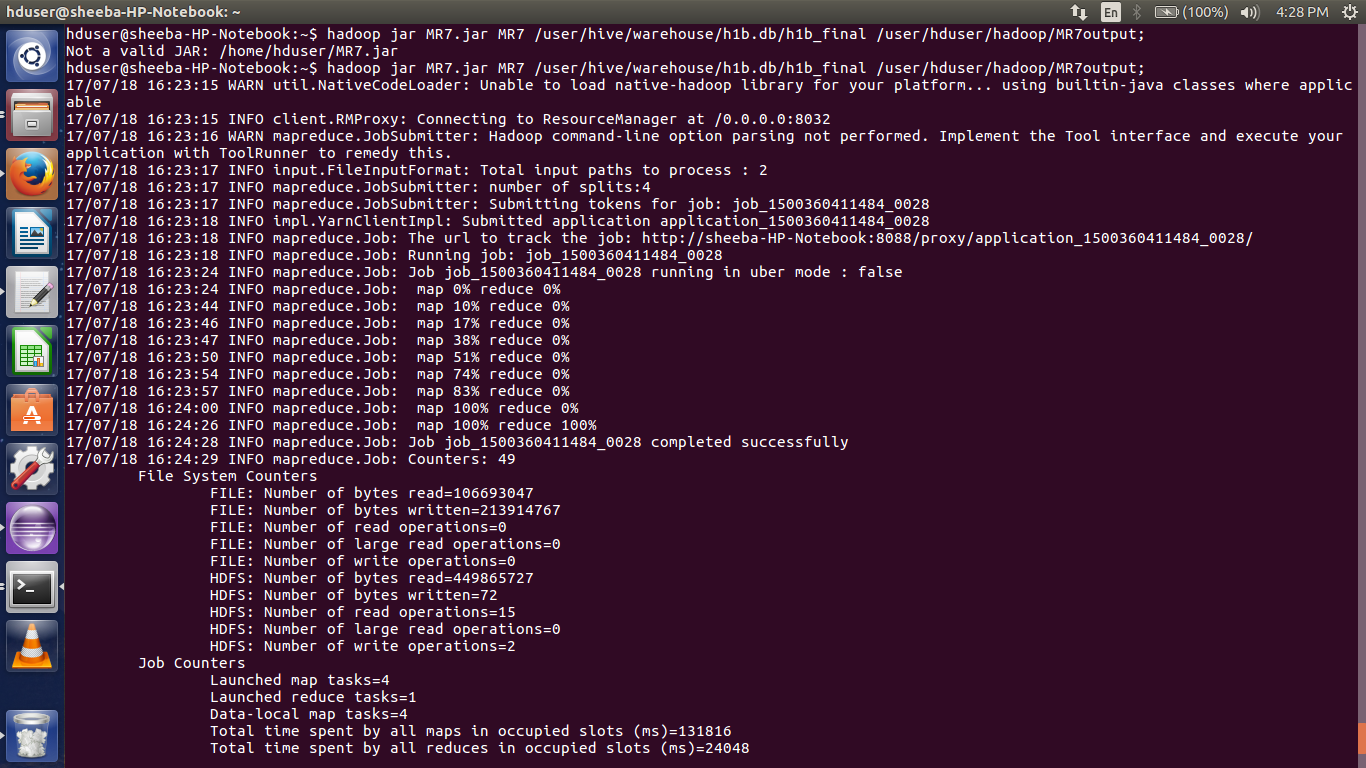 hduser@sheeba-HP-Notebook: ~
En
(100%)
4:28 PM
hduser@sheeba-HP-Notebook:~$ hadoop jar MR7.jar MR7 /user/hive/warehouse/h1b.db/h1b_final /user/hduser/hadoop/MR7output;
Not a valid JAR: /home/hduser/MR7.jar
hduser@sheeba-HP-Notebook:~$ hadoop jar MR7.jar MR7 /user/hive/warehouse/h1b.db/h1b_final /user/hduser/hadoop/MR7output;
17/07/18 16:23:15 WARN util.NativeCodeLoader: Unable to load native-hadoop library for your platform... using builtin-java classes where applic
able
17/07/18 16:23:15 INFO client.RMProxy: Connecting to ResourceManager at /0.0.0.0:8032
17/07/18 16:23:16 WARN mapreduce.JobSubmitter: Hadoop command-line option parsing not performed. Implement the Tool interface and execute your
application with ToolRunner to remedy this.
17/07/18 16:23:17 INFO input.FileInputFormat: Total input paths to process : 2
17/07/18 16:23:17 INFO mapreduce.JobSubmitter: number of splits:4
17/07/18 16:23:17 INFO mapreduce.JobSubmitter: Submitting tokens for job: job_1500360411484_0028
17/07/18 16:23:18 INFO impl.YarnClientImpl: Submitted application application_1500360411484_0028
17/07/18 16:23:18 INFO mapreduce.Job: The url to track the job: http://sheeba-HP-Notebook:8088/proxy/application_1500360411484_0028/
17/07/18 16:23:18 INFO mapreduce.Job: Running job: job_1500360411484_0028
17/07/18 16:23:24 INFO mapreduce.Job: Job job_1500360411484_0028 running in uber mode : false
17/07/18 16:23:24 INFO mapreduce.Job:  map 0% reduce 0%
17/07/18 16:23:44 INFO mapreduce.Job:  map 10% reduce 0%
17/07/18 16:23:46 INFO mapreduce.Job:  map 17% reduce 0%
17/07/18 16:23:47 INFO mapreduce.Job:  map 38% reduce 0%
17/07/18 16:23:50 INFO mapreduce.Job:  map 51% reduce 0%
17/07/18 16:23:54 INFO mapreduce.Job:  map 74% reduce 0%
17/07/18 16:23:57 INFO mapreduce.Job:  map 83% reduce 0%
17/07/18 16:24:00 INFO mapreduce.Job:  map 100% reduce 0%
17/07/18 16:24:26 INFO mapreduce.Job:  map 100% reduce 100%
17/07/18 16:24:28 INFO mapreduce.Job: Job job_1500360411484_0028 completed successfully
17/07/18 16:24:29 INFO mapreduce.Job: Counters: 49
File System Counters
FILE: Number of bytes read=106693047
FILE: Number of bytes written=213914767
FILE: Number of read operations=0
FILE: Number of large read operations=0
FILE: Number of write operations=0
HDFS: Number of bytes read=449865727
HDFS: Number of bytes written=72
HDFS: Number of read operations=15
HDFS: Number of large read operations=0
HDFS: Number of write operations=2
Job Counters
Launched map tasks=4
Launched reduce tasks=1
Data-local map tasks=4
Total time spent by all maps in occupied slots (ms)=131816
Total time spent by all reduces in occupied slots (ms)=24048